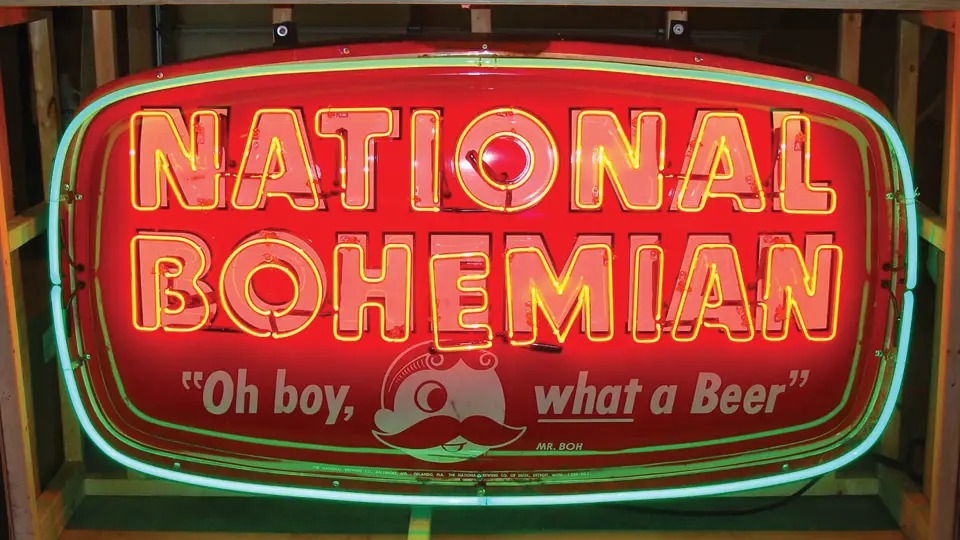 NATIONAL
BOHEMIAN
"Oh boy, what a Beer"
MR. BOH